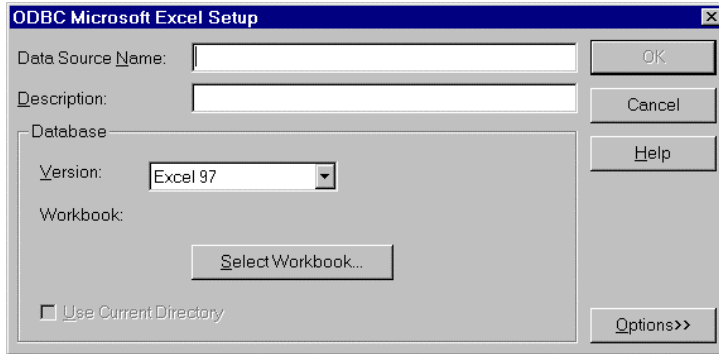 ODBC Microsoft Excel Setup
Data Source Name:
OK
Description:
Cancel
Database
Help
Version:
Excel 97
Workbook:
Select Workbook...
Use Current Directory
Options>>